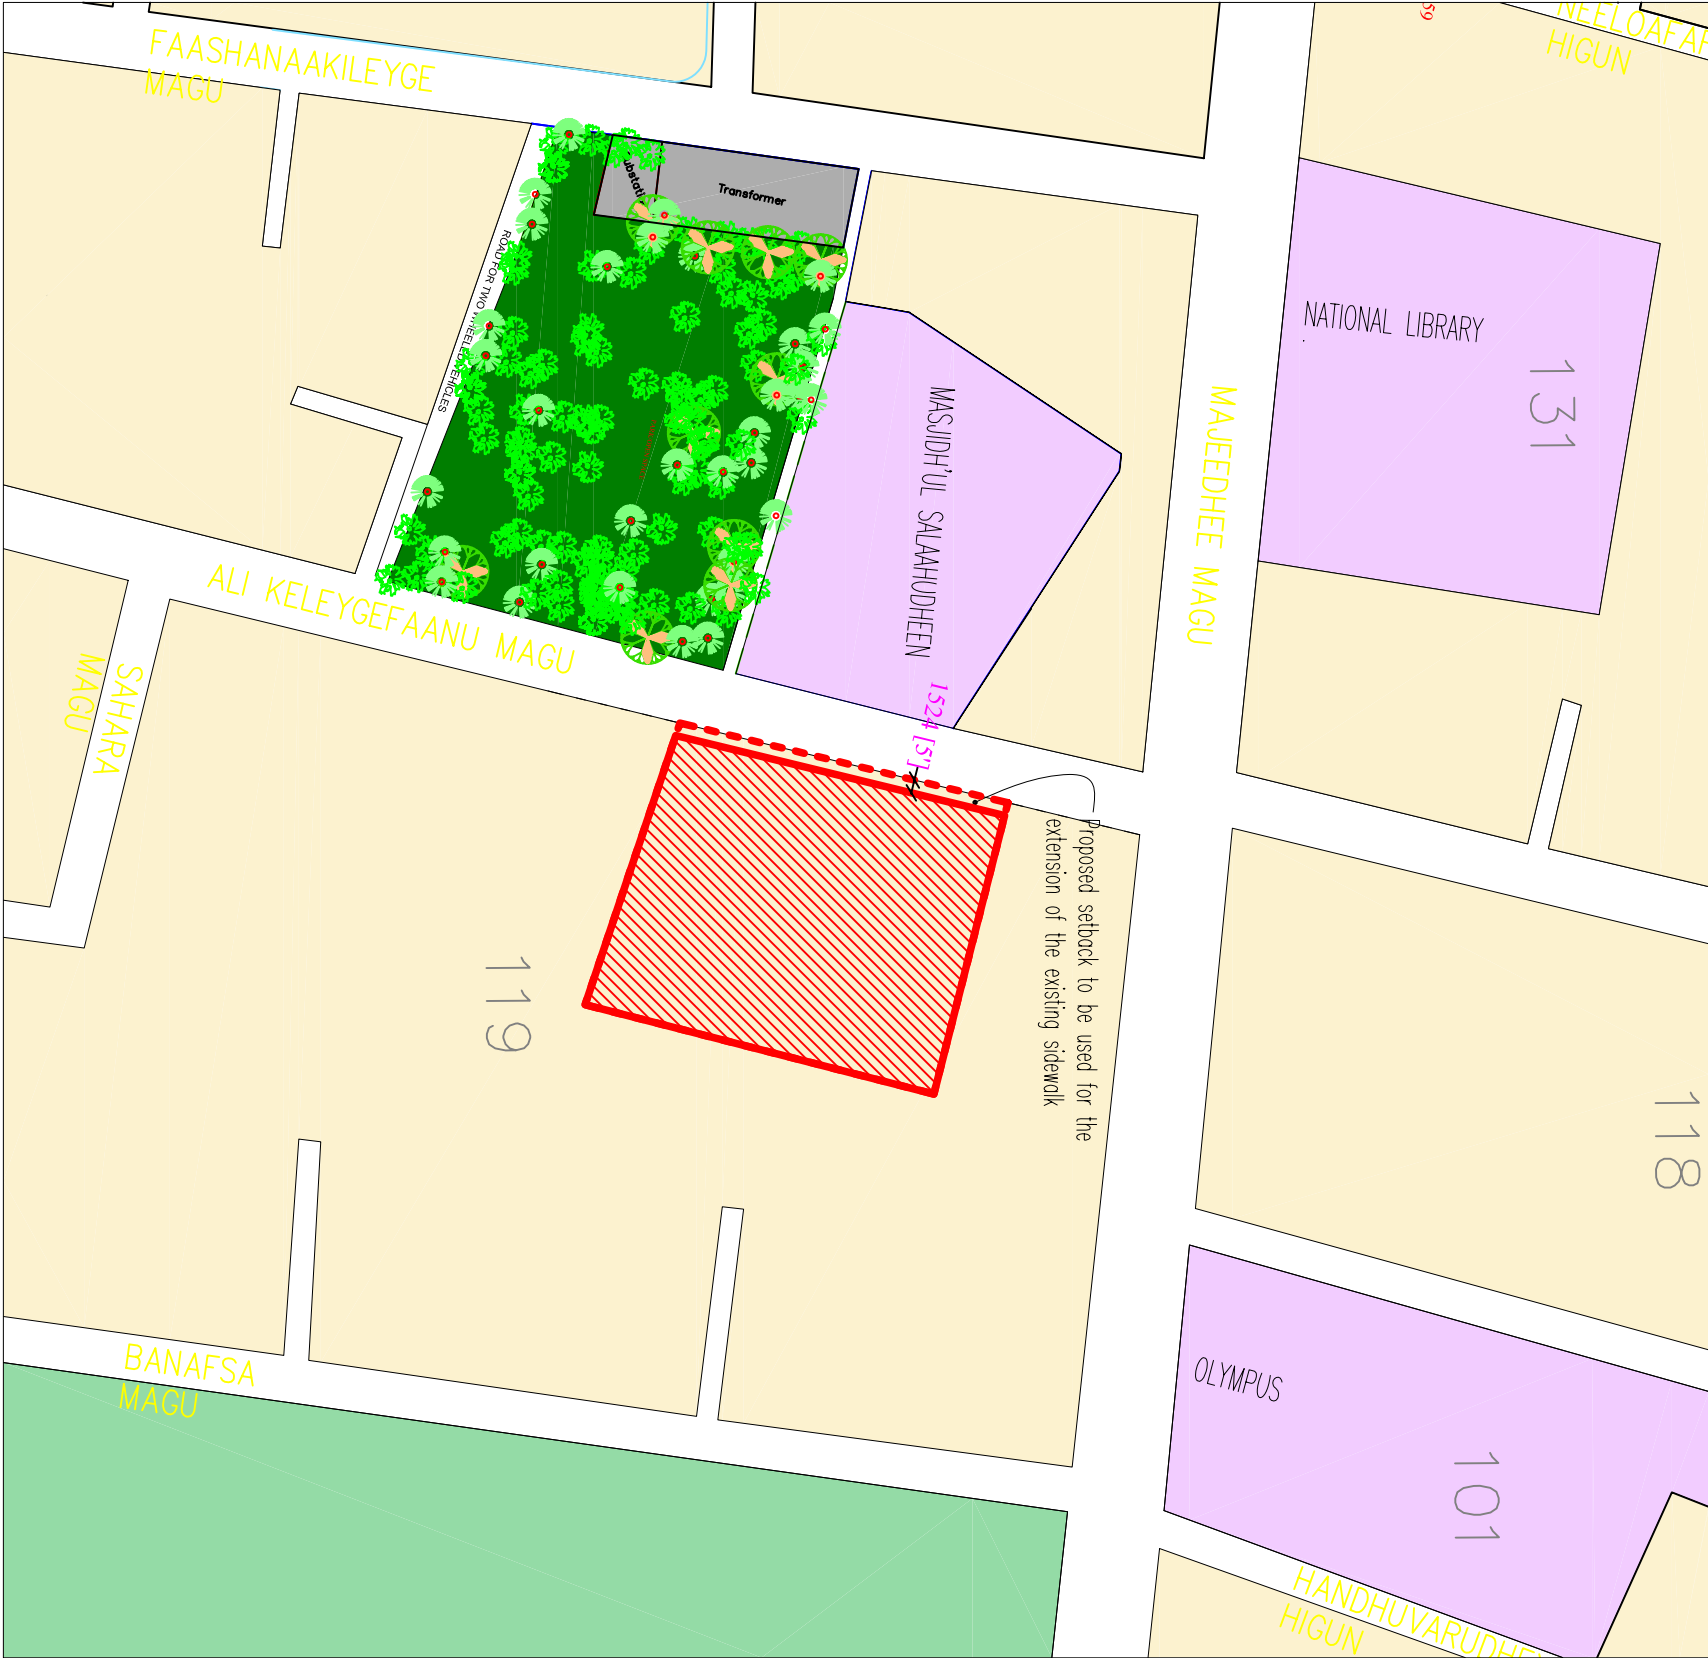 FAASHANAAKILEYGE
MAGU
59
NEELOAFAR
HIGUN
Transformer
ROAD FOR TWO WHEELED VEHICLES
NATIONAL LIBRARY
131
MASJIDH'UL SALAAHUDHEEN
MAJEEDHEE MAGU
ALI KELEYGEFAANU MAGU
SAHARA
MAGU
1524 [5']
Proposed setback to be used for the
extension of the existing sidewalk
119
118
BANAFSA
MAGU
OLYMPUS
101
HANDHUVARUDHE
HIGUN